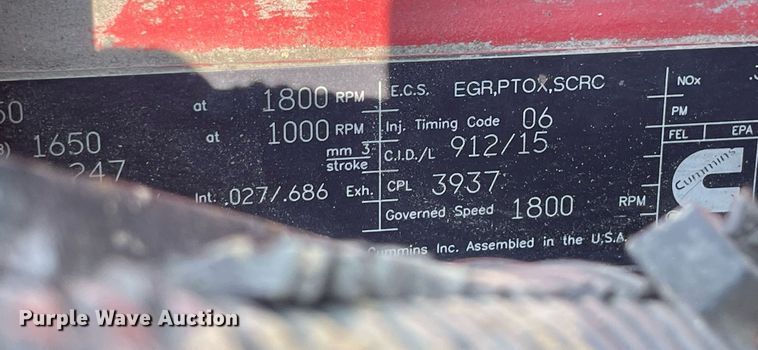 50 at 1800 RPM
1650 at 1000 RPM
247 mm 3 stroke
Int. .027/.686 Exh.
E.C.S. EGR,PTOX,SCRC
Inj. Timing Code 06
C.I.D./L 912/15
CPL 3937
Governed Speed 1800 RPM
Cummins Inc. Assembled in the U.S.A.
NOx
PM
FEL EPA
Cummins
Purple Wave Auction